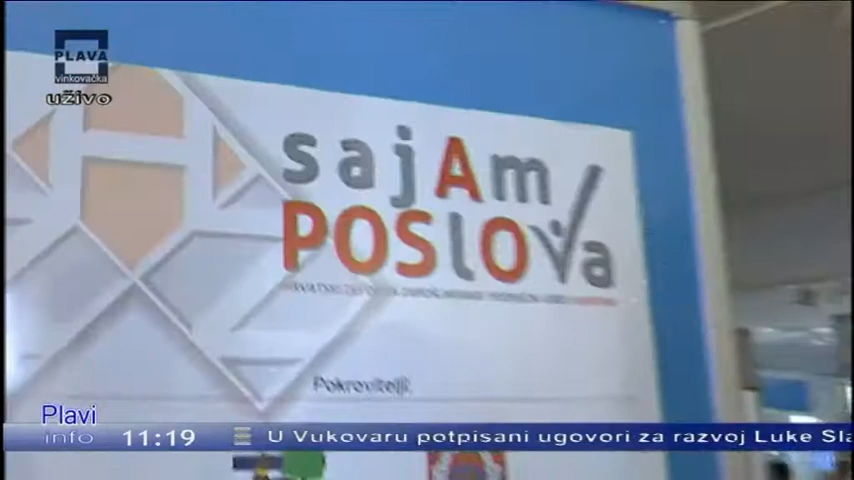 PLAVA
vinkovačka
uživo
sajAm
POSlOva
Pokrovitelji:
Plavi
info
11:19
U Vukovaru potpisani ugovori za razvoj Luke Sla